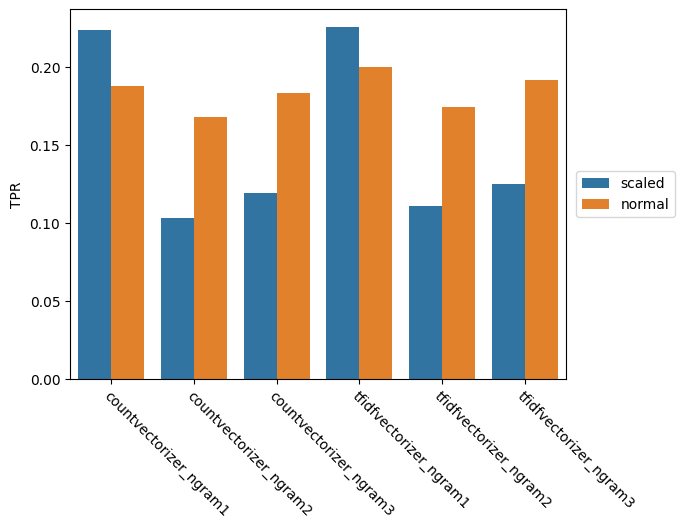 0.20
0.15
0.10
0.05
0.00
TPR
countvectorizer_ngram1
countvectorizer_ngram2
countvectorizer_ngram3
tfidfvectorizer_ngram1
tfidfvectorizer_ngram2
tfidfvectorizer_ngram3
scaled
normal